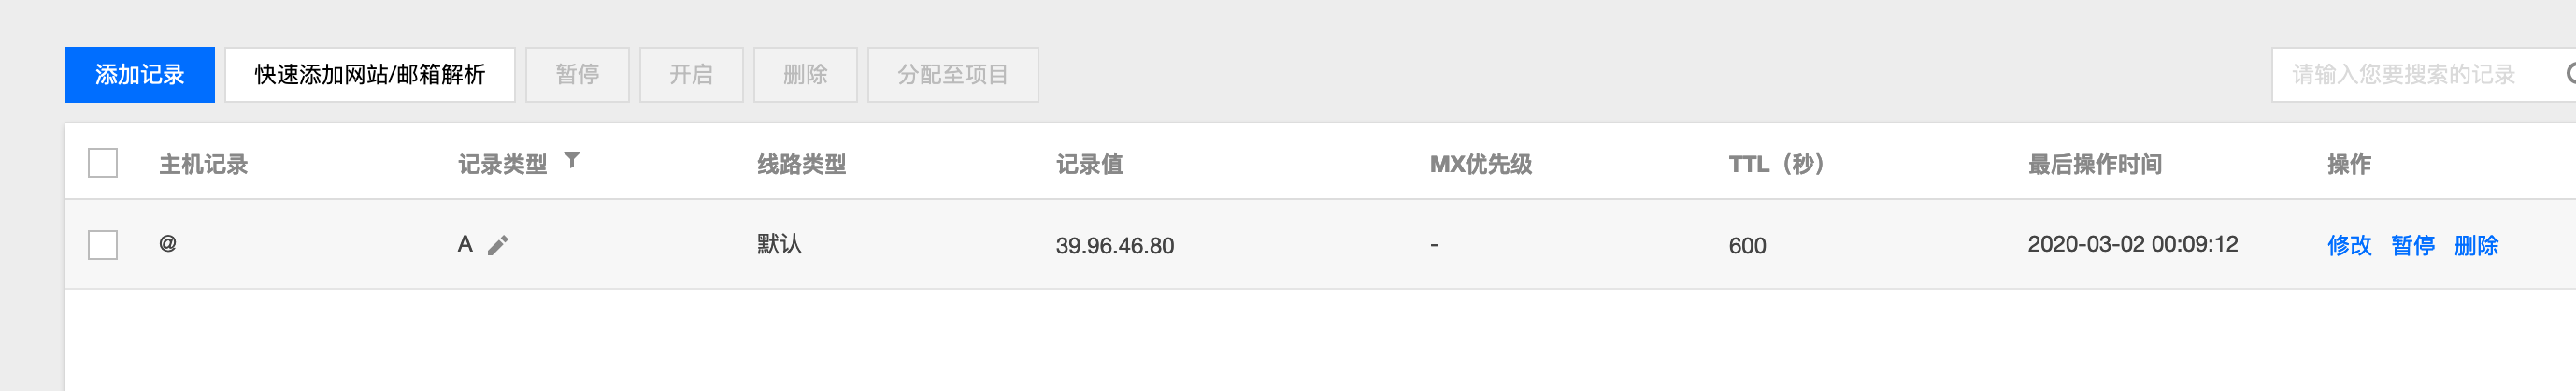 添加记录 快速添加网站/邮箱解析 暂停 开启 删除 分配至项目 请输入您要搜索的记录
主机记录 记录类型 线路类型 记录值 MX优先级 TTL（秒） 最后操作时间 操作
@ A 默认 39.96.46.80 - 600 2020-03-02 00:09:12 修改 暂停 删除